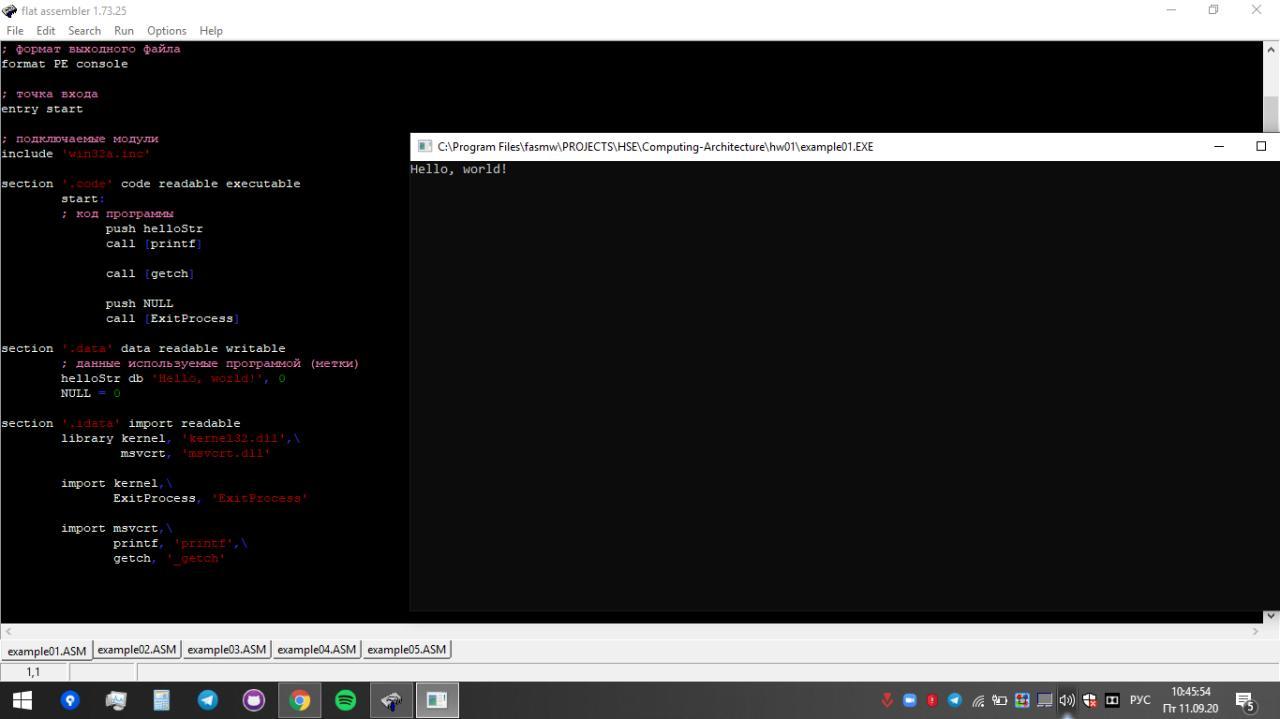 flat assembler 1.73.25
File Edit Search Run Options Help
; формат выходного файла
format PE console
; точка входа
entry start
; подключаемые модули
include 'win32a.inc'
section '.code' code readable executable
start:
; код программы
push helloStr
call [printf]
call [getch]
push NULL
call [ExitProcess]
section '.data' data readable writable
; данные используемые программой (метки)
helloStr db 'Hello, world!', 0
NULL = 0
section '.idata' import readable
library kernel, 'kernel32.dll',\
msvcrt, 'msvcrt.dll'
import kernel,\
ExitProcess, 'ExitProcess'
import msvcrt,\
printf, 'printf',\
getch, '_getch'
C:\Program Files\fasmw\PROJECTS\HSE\Computing-Architecture\hw01\example01.EXE
Hello, world!
example01.ASM example02.ASM example03.ASM example04.ASM example05.ASM
1,1
РУС
10:45:54
Пт 11.09.20
5